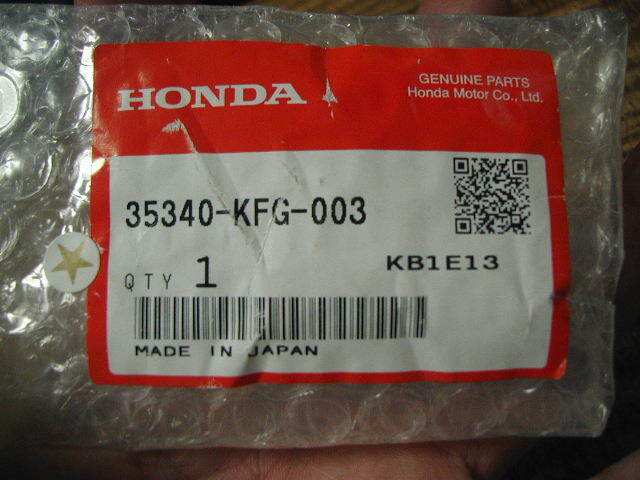 HONDA
GENUINE PARTS
Honda Motor Co., Ltd.
35340-KFG-003
QTY 1
KB1E13
MADE IN JAPAN